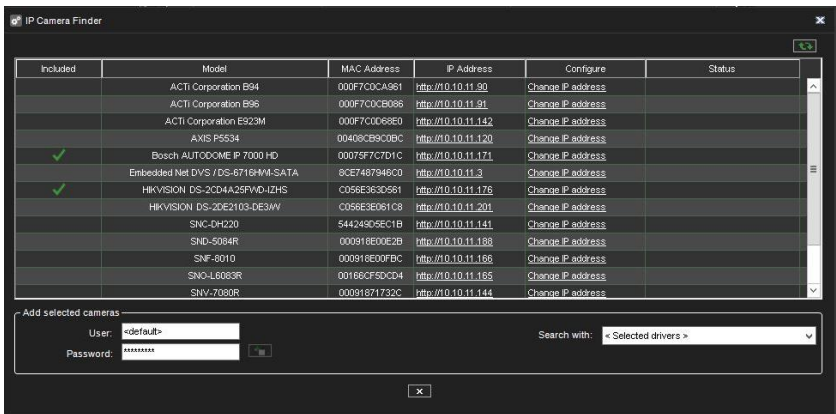 IP Camera Finder
Included Model MAC Address IP Address Configure Status
ACTi Corporation B94 000F7C0CA961 http://10.10.11.90 Change IP address
ACTi Corporation B96 000F7C0CB086 http://10.10.11.91 Change IP address
ACTi Corporation E923M 000F7C0D68E0 http://10.10.11.142 Change IP address
AXIS P5534 00408CB9C0BC http://10.10.11.120 Change IP address
Bosch AUTODOME IP 7000 HD 00075F7C7D1C http://10.10.11.171 Change IP address
Embedded Net DVS / DS-6716HWI-SATA 8CE7487946C0 http://10.10.11.3 Change IP address
HIKVISION DS-2CD4A25FWD-IZHS C056E363D561 http://10.10.11.176 Change IP address
HIKVISION DS-2DE2103-DE3/W C056E3E061C8 http://10.10.11.201 Change IP address
SNC-DH220 544249D5EC1B http://10.10.11.141 Change IP address
SND-5084R 000918E00E2B http://10.10.11.188 Change IP address
SNF-8010 000918E00FBC http://10.10.11.166 Change IP address
SNO-L6083R 00166CF5DCD4 http://10.10.11.165 Change IP address
SNV-7080R 00091871732C http://10.10.11.144 Change IP address
Add selected cameras
User: <default>
Search with: < Selected drivers >
Password: *********